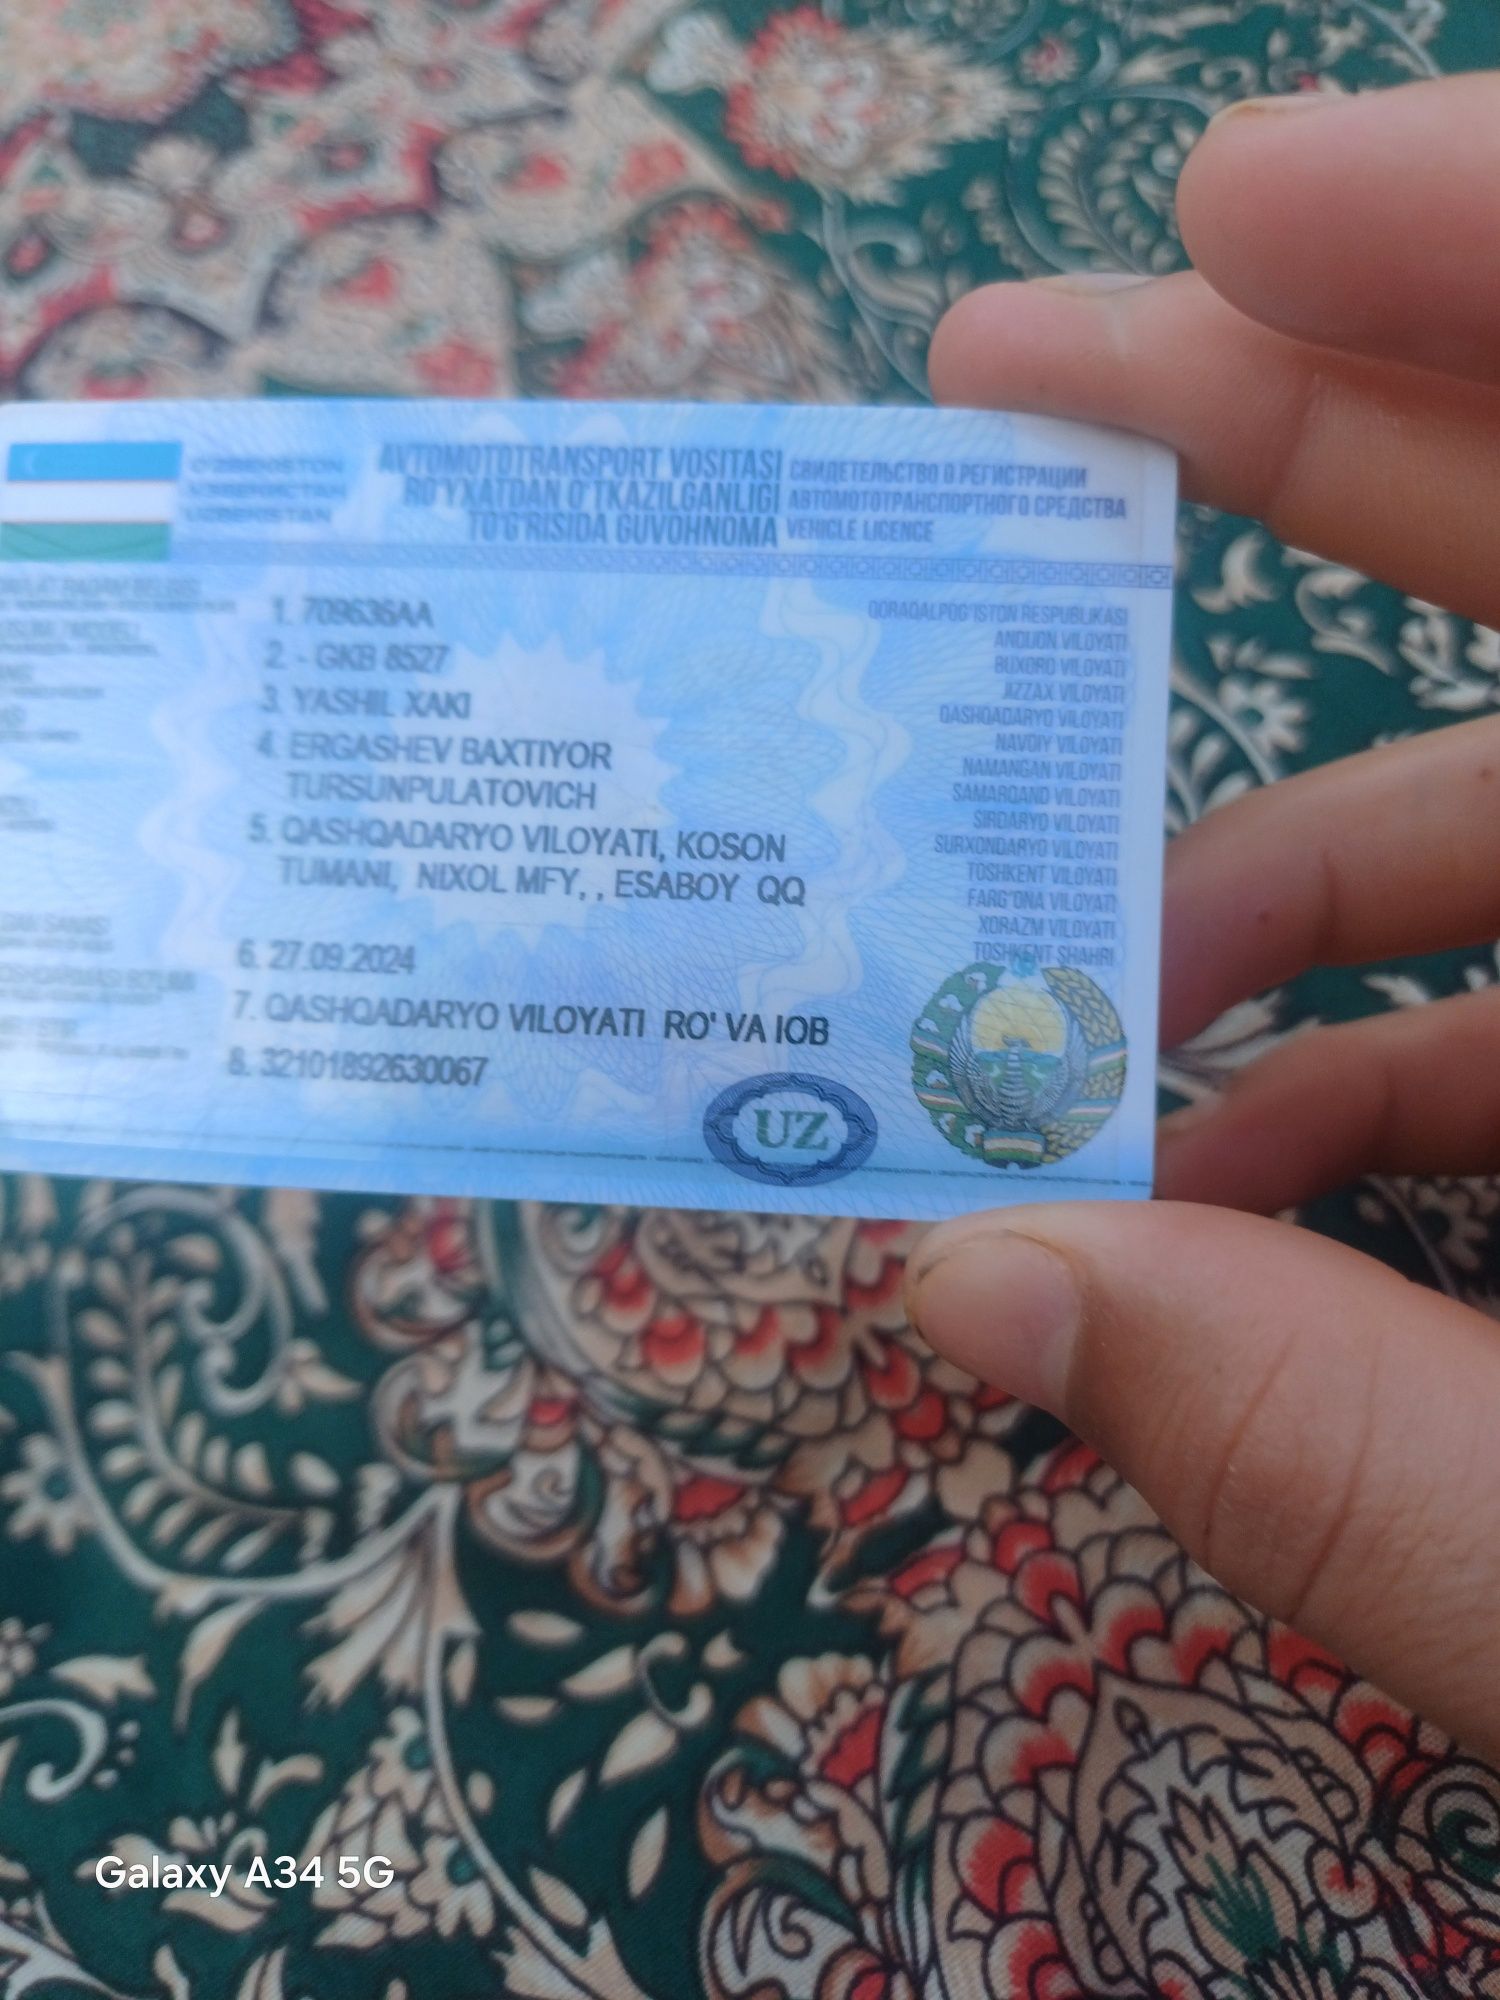 O'ZBEKISTON
AVTOMOTOTRANSPORT VOSITASI
RO'YXATDAN O'TKAZILGANLIGI
TO'G'RISIDA GUVOHNOMA
СВИДЕТЕЛЬСТВО О РЕГИСТРАЦИИ
АВТОМОТОТРАНСПОРТНОГО СРЕДСТВА
VEHICLE LICENCE
1. 709636AA
2. - GKB 8527
3. YASHIL XAKI
4. ERGASHEV BAXTIYOR
TURSUNPULATOVICH
5. QASHQADARYO VILOYATI, KOSON
TUMANI, NIXOL MFY, , ESABOY QQ
6. 27.09.2024
7. QASHQADARYO VILOYATI RO' VA IOB
8. 32101892630067
QORAQALPOG'ISTON RESPUBLIKASI
ANDIJON VILOYATI
BUXORO VILOYATI
JIZZAX VILOYATI
QASHQADARYO VILOYATI
NAVOIY VILOYATI
NAMANGAN VILOYATI
SAMARQAND VILOYATI
SIRDARYO VILOYATI
SURXONDARYO VILOYATI
TOSHKENT VILOYATI
FARG'ONA VILOYATI
XORAZM VILOYATI
TOSHKENT SHAHRI
UZ
Galaxy A34 5G